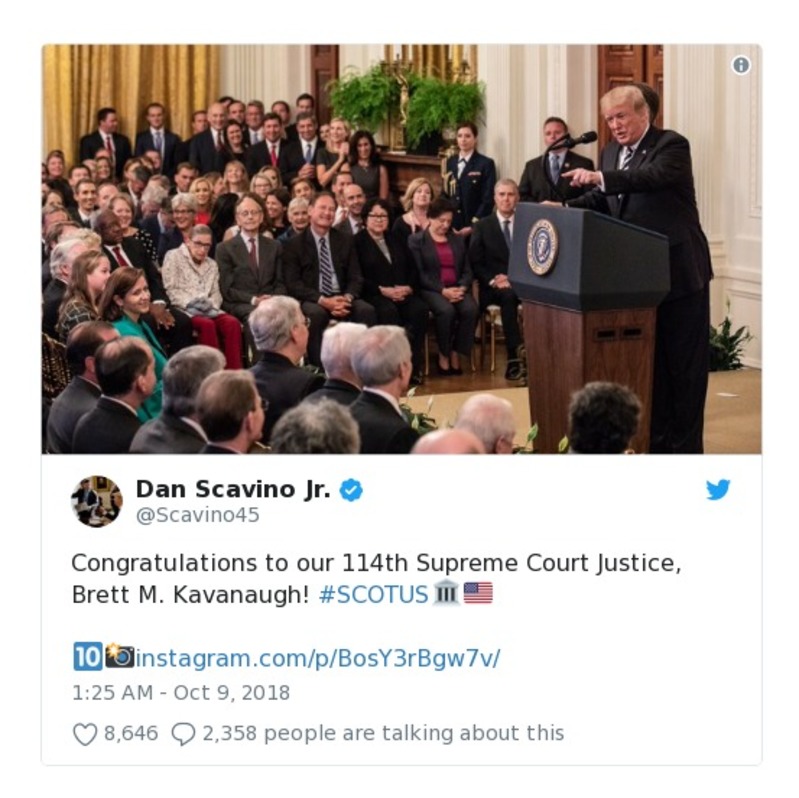 Dan Scavino Jr.
@Scavino45
Congratulations to our 114th Supreme Court Justice,
Brett M. Kavanaugh! #SCOTUS🏛️🇺🇸
🔟📸instagram.com/p/BosY3rBgw7v/
1:25 AM - Oct 9, 2018
8,646 2,358 people are talking about this